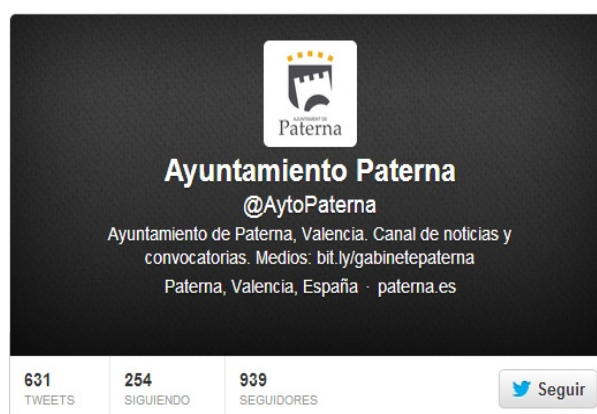 AJUNTAMENT DE
Paterna
Ayuntamiento Paterna
@AytoPaterna
Ayuntamiento de Paterna, Valencia. Canal de noticias y
convocatorias. Medios: bit.ly/gabinetepaterna
Paterna, Valencia, España · paterna.es
631
TWEETS
254
SIGUIENDO
939
SEGUIDORES
Seguir